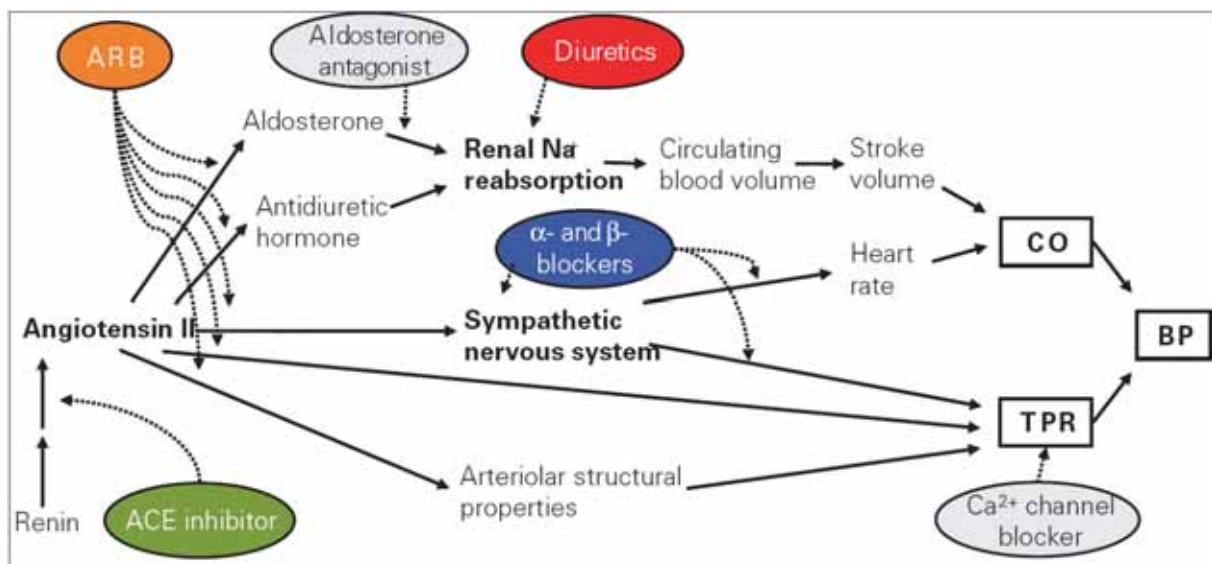 ARB
Aldosterone
antagonist
Diuretics
Aldosterone
Renal Na⁺
reabsorption
Circulating
blood volume
Stroke
volume
Antidiuretic
hormone
α- and β-
blockers
CO
Heart
rate
Angiotensin II
Sympathetic
nervous system
BP
TPR
Arteriolar structural
properties
Renin
ACE inhibitor
Ca²⁺ channel
blocker